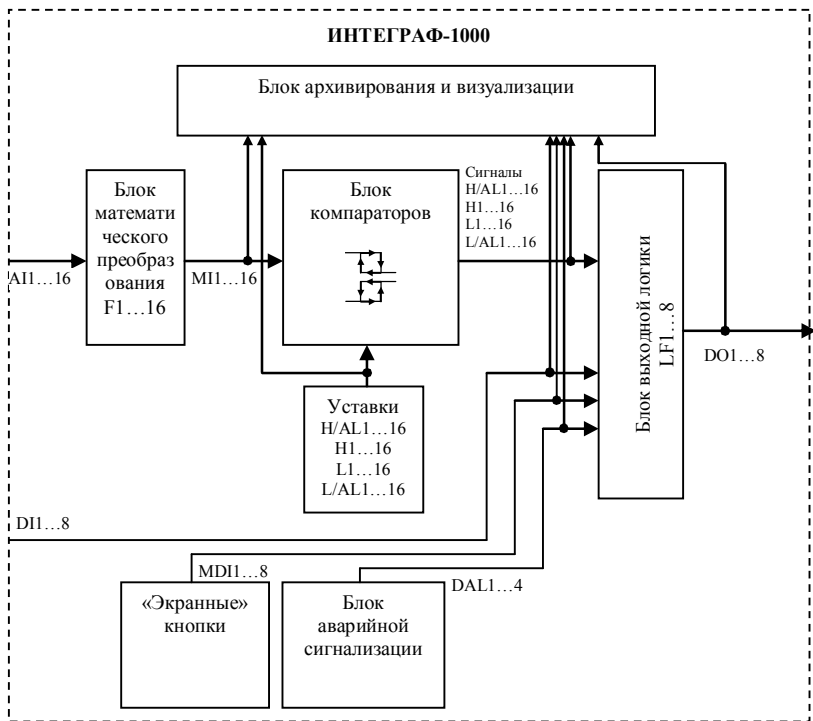 ИНТЕГРАФ-1000
Блок архивирования и визуализации
Блок
математи
ческого
преобраз
ования
F1…16
AI1…16
MI1…16
Блок
компараторов
Сигналы
H/AL1…16
H1…16
L1…16
L/AL1…16
Блок выходной логики
LF1…8
DO1…8
Уставки
H/AL1…16
H1…16
L1…16
L/AL1…16
DI1…8
MDI1…8
DAL1…4
«Экранные»
кнопки
Блок
аварийной
сигнализации